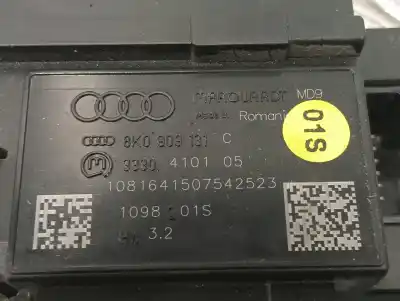 MARQUARDT MD9
Made in Romania
01S
8K0 909 131 C
3330.4101 05
1081641507542523
1098 01S
3.2